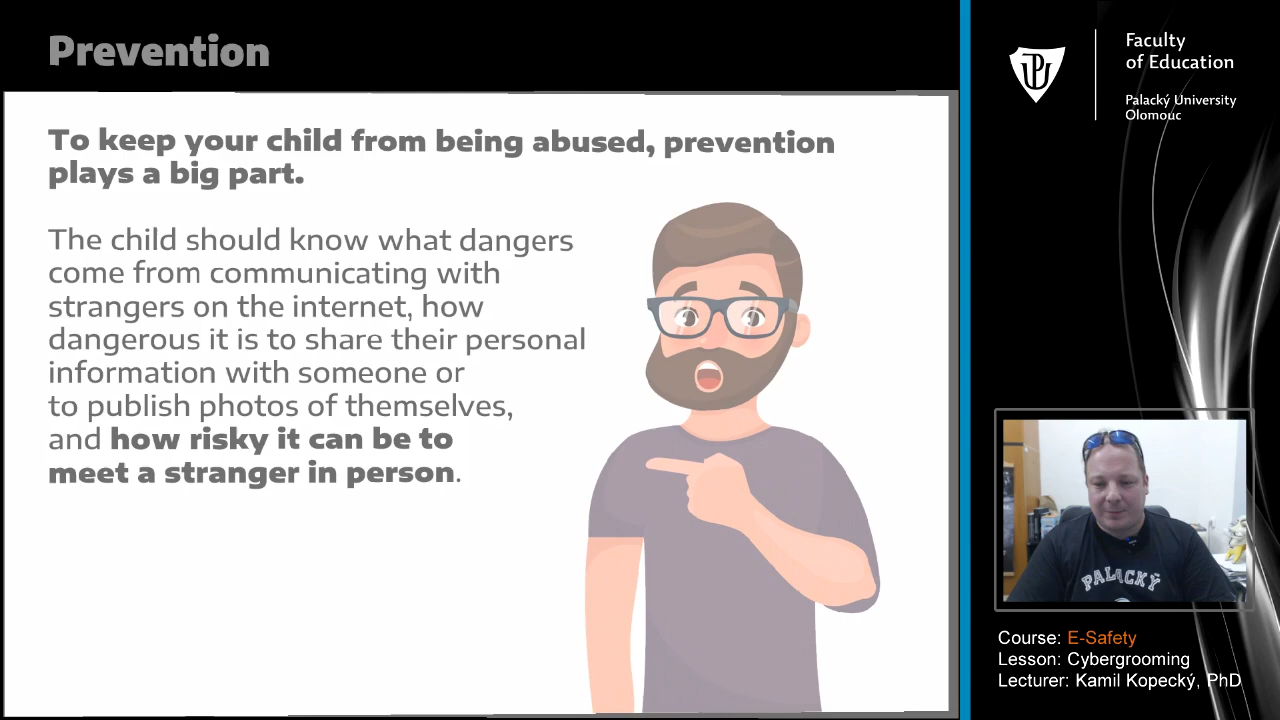 Prevention
To keep your child from being abused, prevention
plays a big part.
The child should know what dangers
come from communicating with
strangers on the internet, how
dangerous it is to share their personal
information with someone or
to publish photos of themselves,
and how risky it can be to
meet a stranger in person.
UP
Faculty
of Education
Palacký University
Olomouc
PALACKÝ
Course: E-Safety
Lesson: Cybergrooming
Lecturer: Kamil Kopecký, PhD